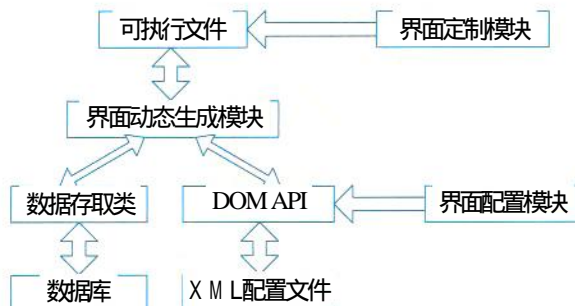 可执行文件
界面定制模块
界面动态生成模块
数据存取类
DOM API
界面配置模块
数据库
XML配置文件